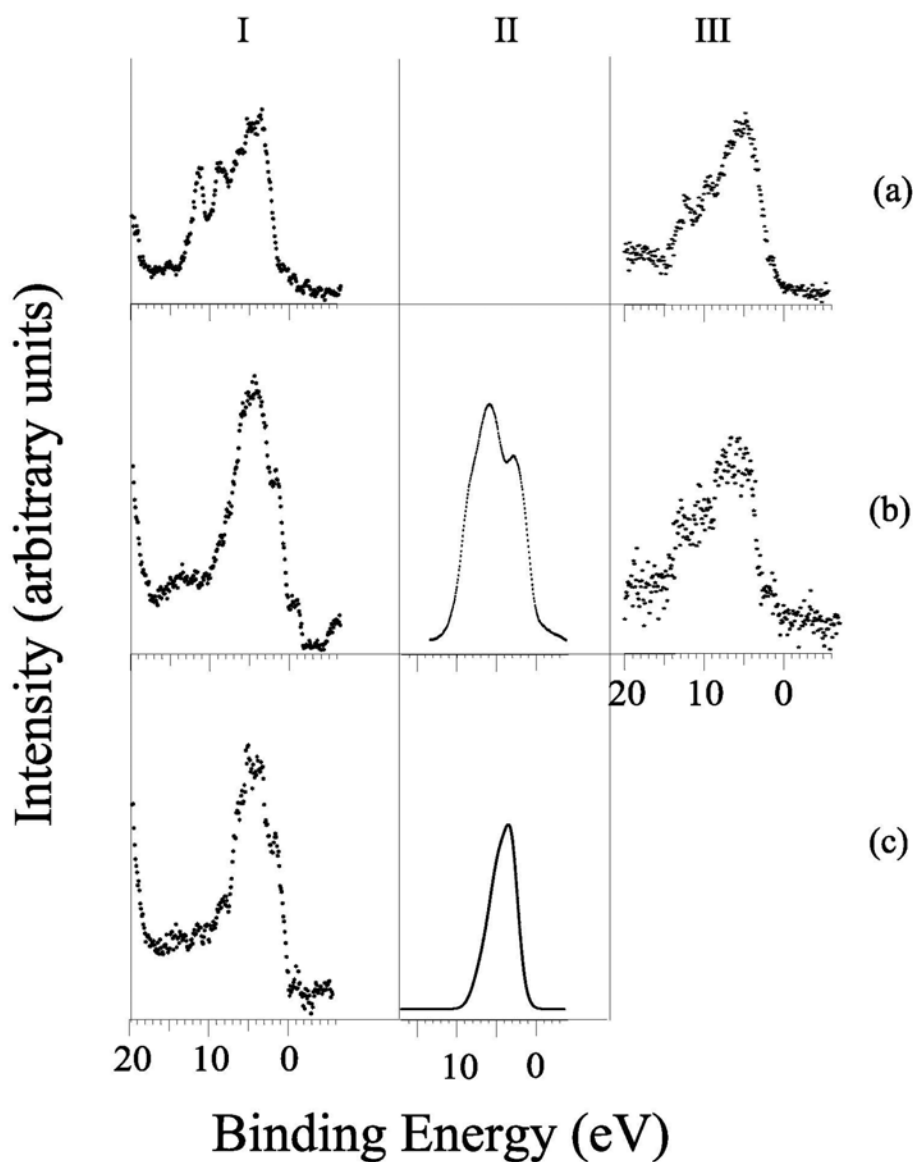 I II III
(a)
(b)
(c)
Intensity (arbitrary units)
20 10 0
20 10 0
10 0
Binding Energy (eV)